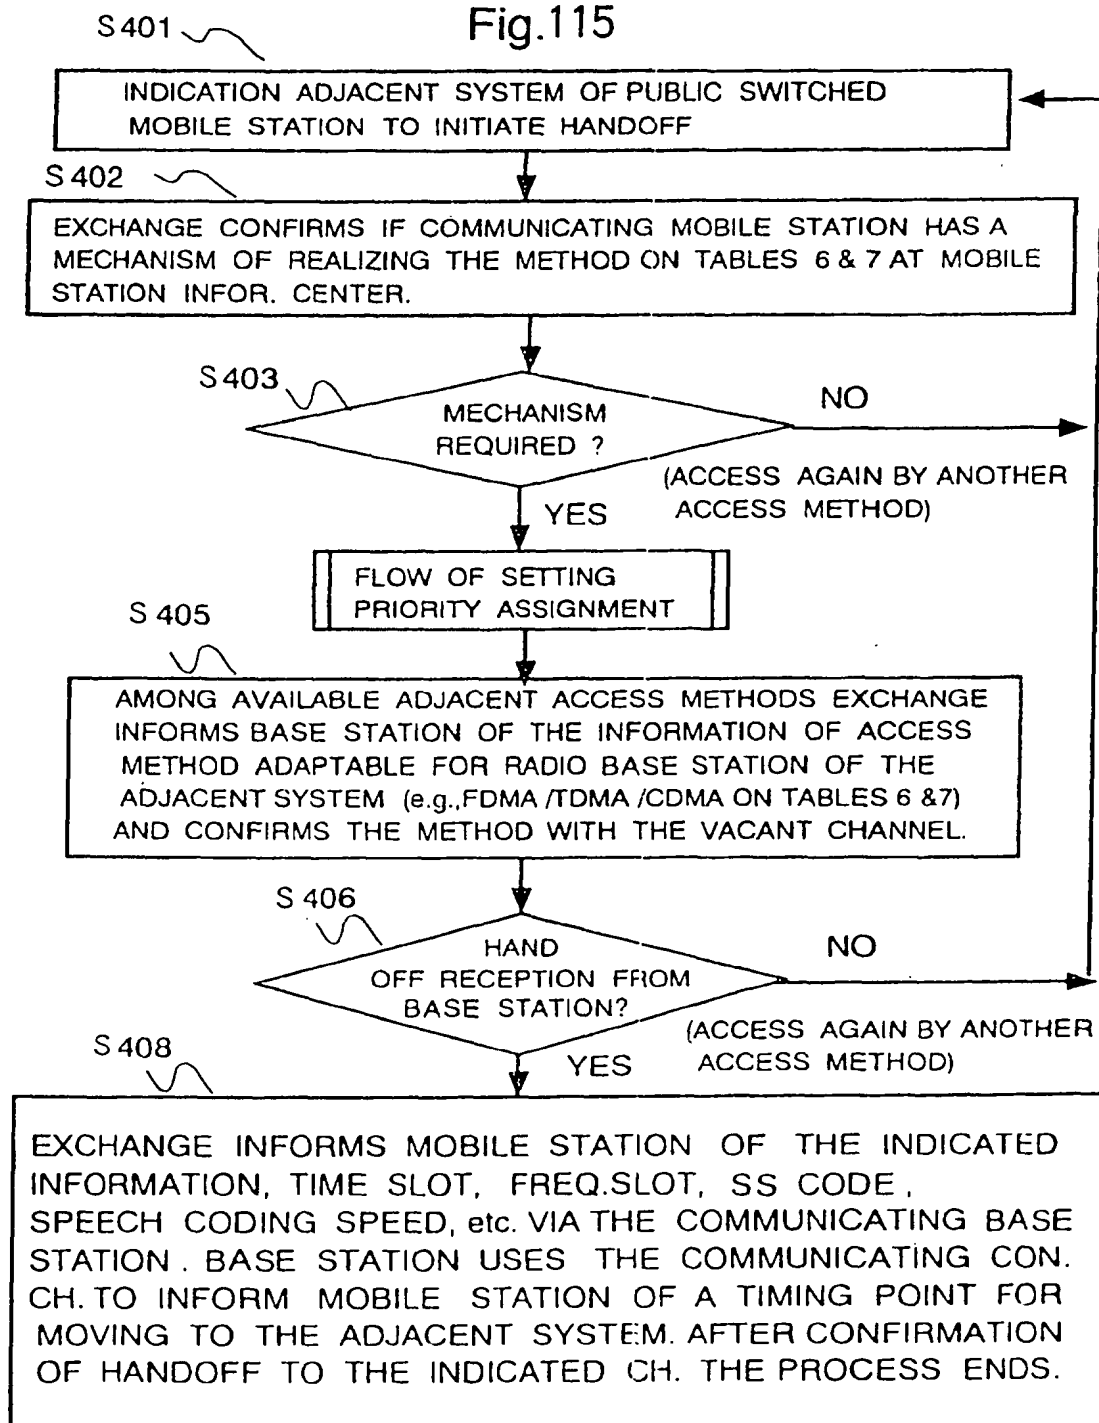 Fig.115
S401
INDICATION ADJACENT SYSTEM OF PUBLIC SWITCHED
MOBILE STATION TO INITIATE HANDOFF
S402
EXCHANGE CONFIRMS IF COMMUNICATING MOBILE STATION HAS A
MECHANISM OF REALIZING THE METHOD ON TABLES 6 & 7 AT MOBILE
STATION INFOR. CENTER.
S403
MECHANISM
REQUIRED ?
NO
(ACCESS AGAIN BY ANOTHER
ACCESS METHOD)
YES
FLOW OF SETTING
PRIORITY ASSIGNMENT
S405
AMONG AVAILABLE ADJACENT ACCESS METHODS EXCHANGE
INFORMS BASE STATION OF THE INFORMATION OF ACCESS
METHOD ADAPTABLE FOR RADIO BASE STATION OF THE
ADJACENT SYSTEM (e.g.,FDMA /TDMA /CDMA ON TABLES 6 &7)
AND CONFIRMS THE METHOD WITH THE VACANT CHANNEL.
S406
HAND
OFF RECEPTION FROM
BASE STATION?
NO
(ACCESS AGAIN BY ANOTHER
ACCESS METHOD)
YES
S408
EXCHANGE INFORMS MOBILE STATION OF THE INDICATED
INFORMATION, TIME SLOT, FREQ.SLOT, SS CODE,
SPEECH CODING SPEED, etc. VIA THE COMMUNICATING BASE
STATION. BASE STATION USES THE COMMUNICATING CON.
CH. TO INFORM MOBILE STATION OF A TIMING POINT FOR
MOVING TO THE ADJACENT SYSTEM. AFTER CONFIRMATION
OF HANDOFF TO THE INDICATED CH. THE PROCESS ENDS.